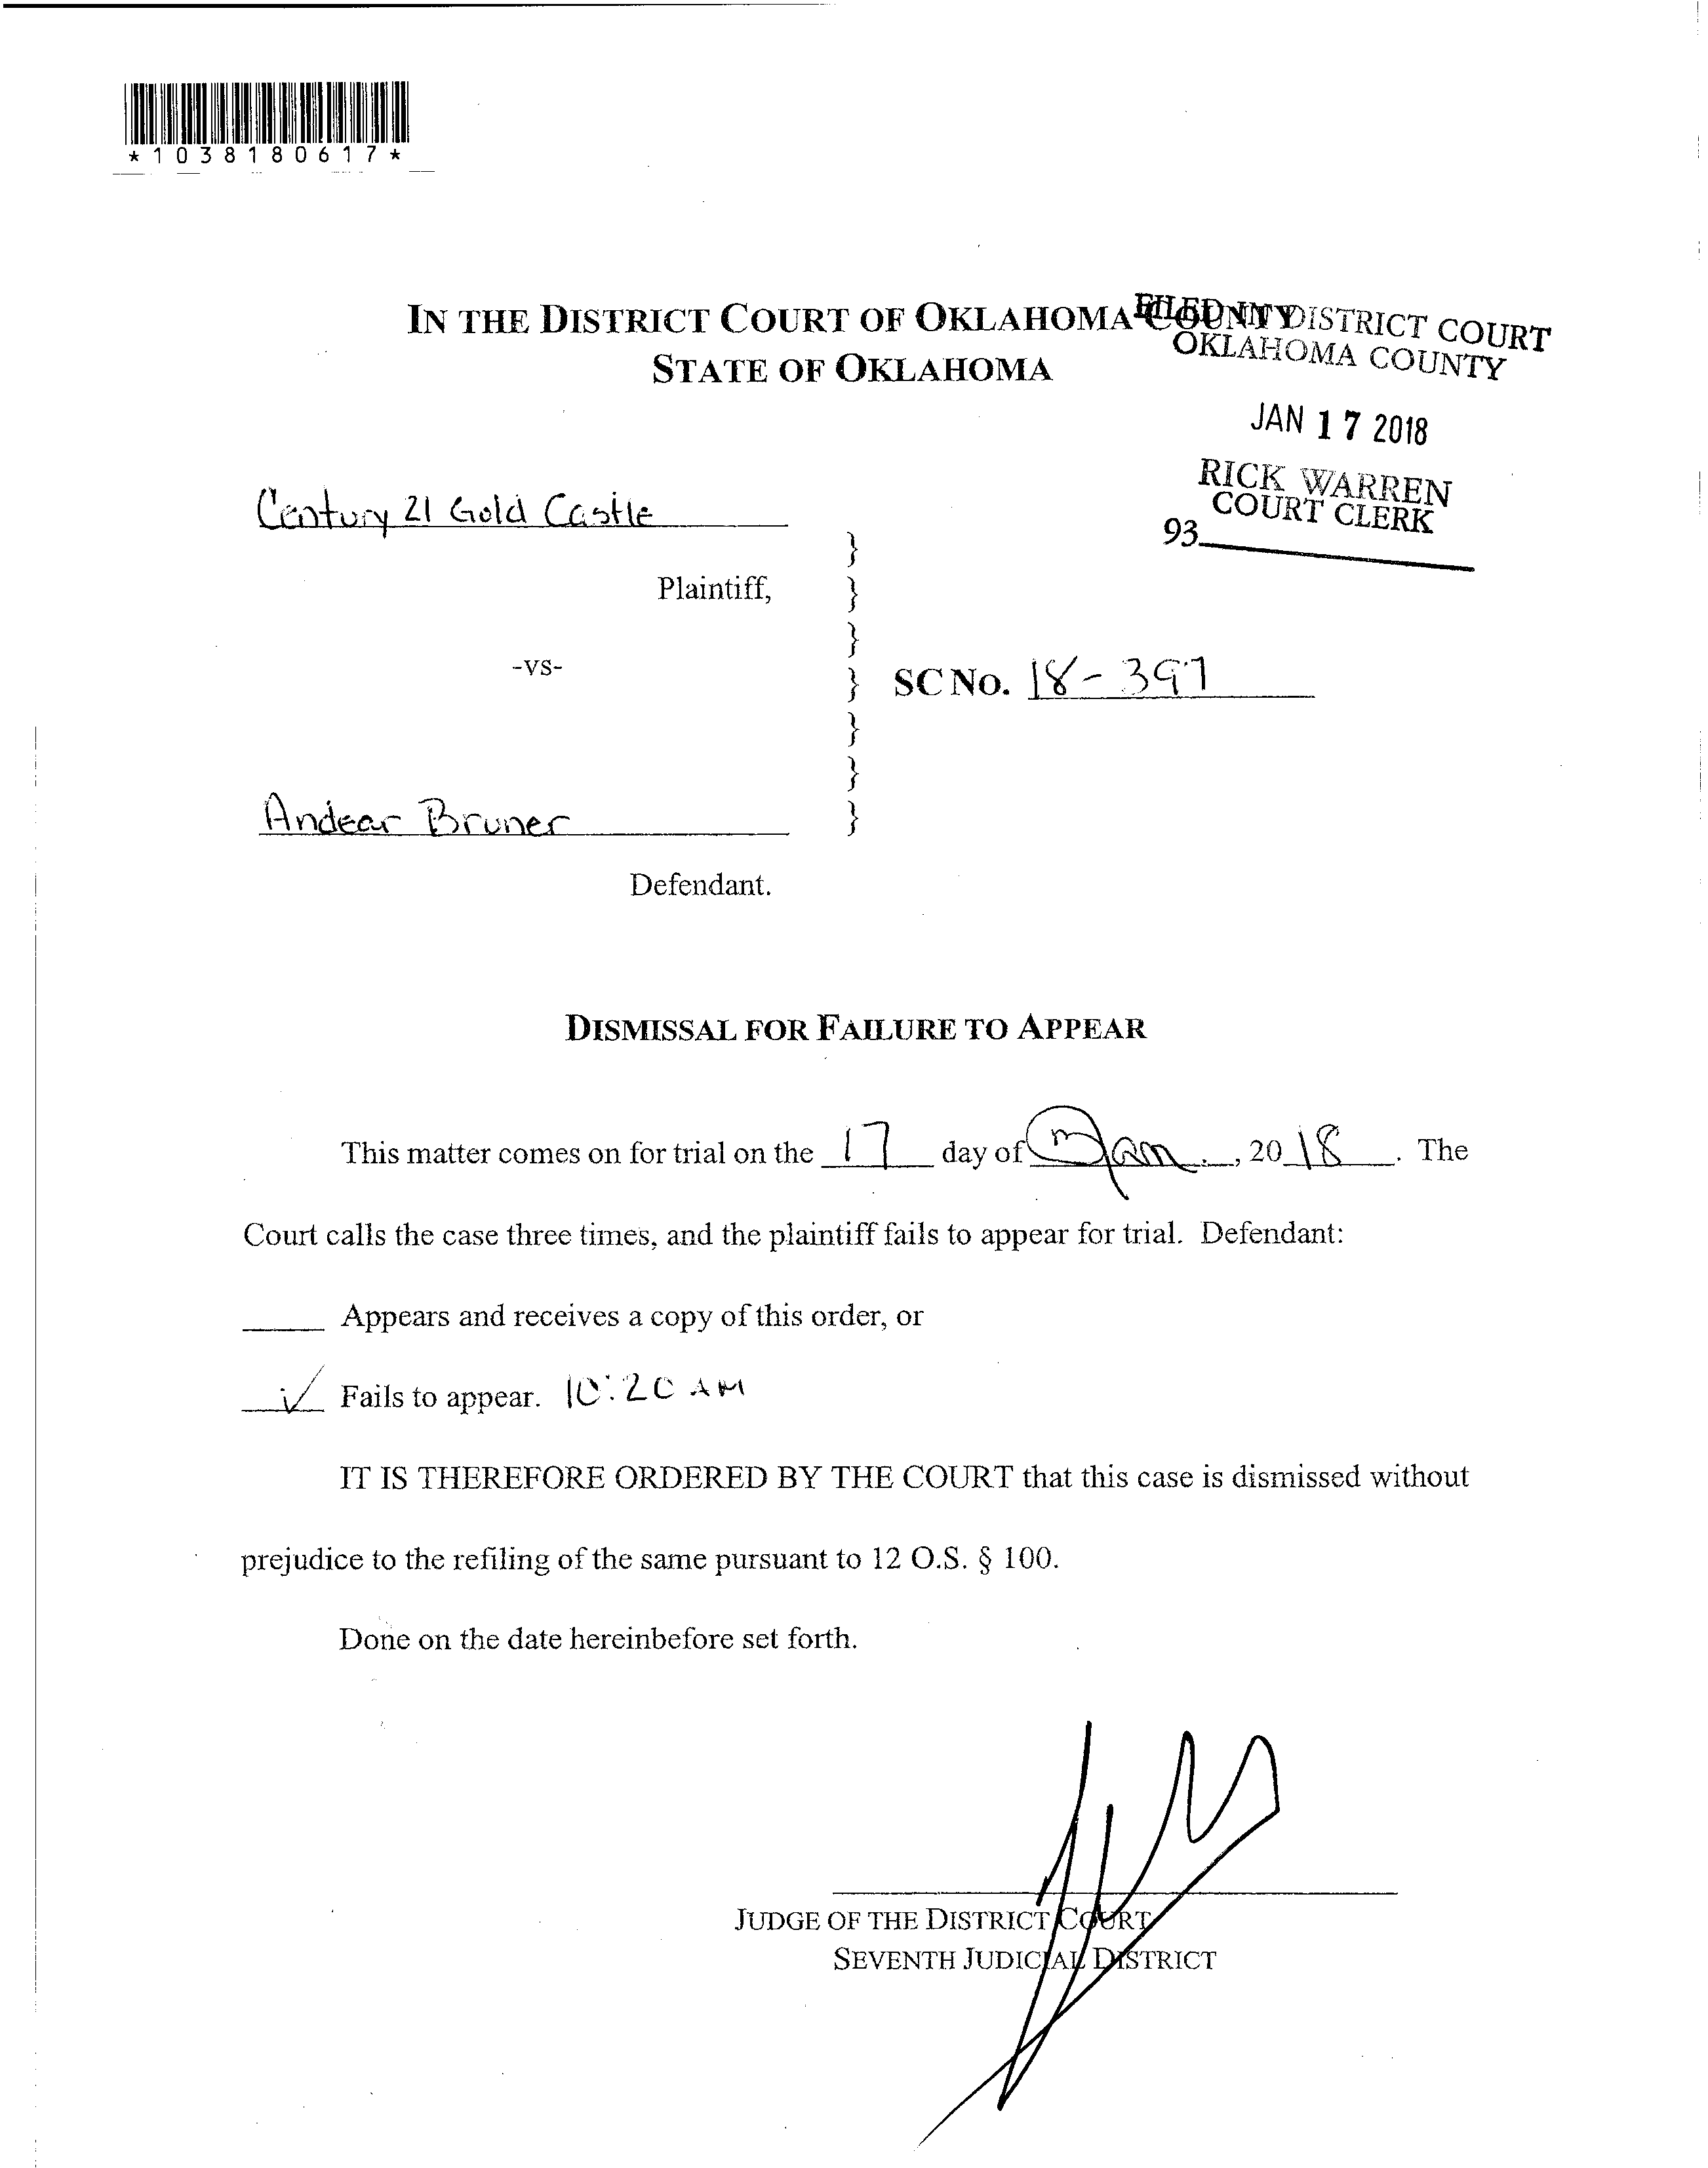 *1038180617*
IN THE DISTRICT COURT OF OKLAHOMA COUNTY
STATE OF OKLAHOMA
FILED IN DISTRICT COURT
OKLAHOMA COUNTY
JAN 17 2018
RICK WARREN
COURT CLERK
93
Century 21 Gold Castle
}
Plaintiff, }
}
-vs- } SC NO. 18-397
}
}
Andear Bruner }
Defendant.
DISMISSAL FOR FAILURE TO APPEAR
This matter comes on for trial on the 17 day of Jan., 2018. The
Court calls the case three times, and the plaintiff fails to appear for trial. Defendant:
Appears and receives a copy of this order, or
✓ Fails to appear. 10:20 AM
IT IS THEREFORE ORDERED BY THE COURT that this case is dismissed without
prejudice to the refiling of the same pursuant to 12 O.S. § 100.
Done on the date hereinbefore set forth.
JUDGE OF THE DISTRICT COURT
SEVENTH JUDICIAL DISTRICT